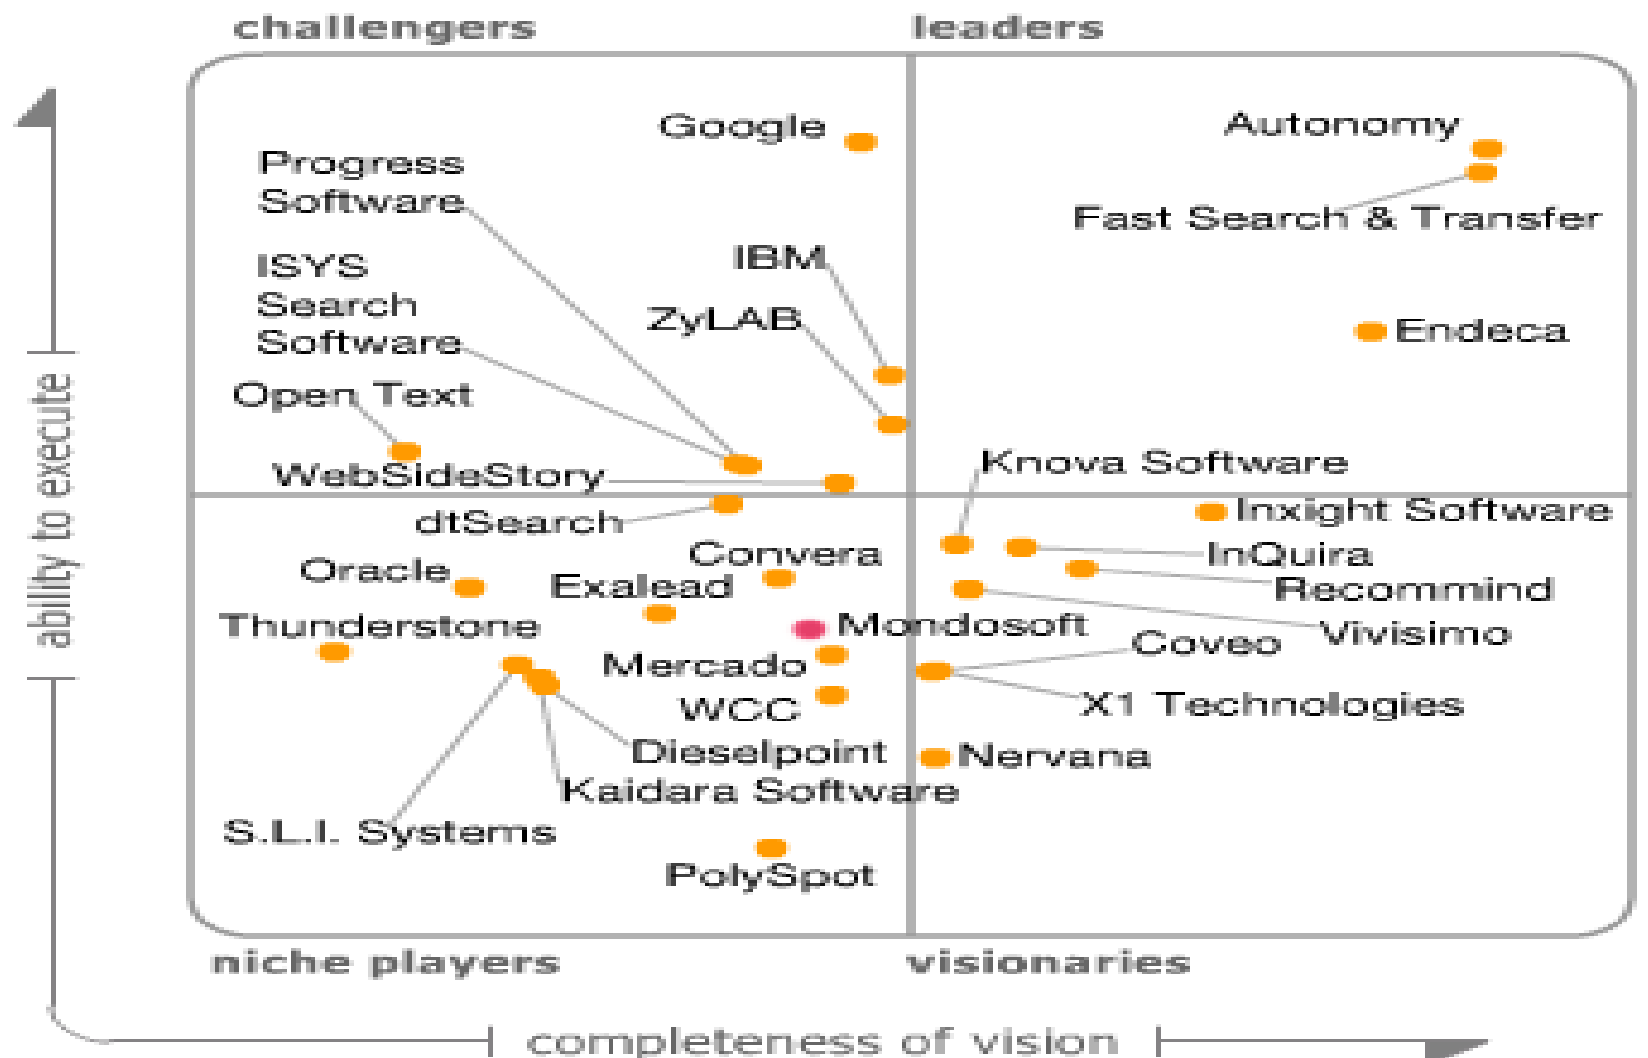 challengers
leaders
Google
Autonomy
Progress
Software
Fast Search & Transfer
IBM
ISYS
Search
Software
ZyLAB
Endeca
Open Text
WebSideStory
Knova Software
dtSearch
Inxight Software
Convera
InQuira
Oracle
Exalead
Recommind
Thunderstone
Mondosoft
Vivisimo
Mercado
Coveo
WCC
X1 Technologies
Dieselpoint
Nervana
Kaidara Software
S.L.I. Systems
PolySpot
niche players
visionaries
ability to execute
completeness of vision